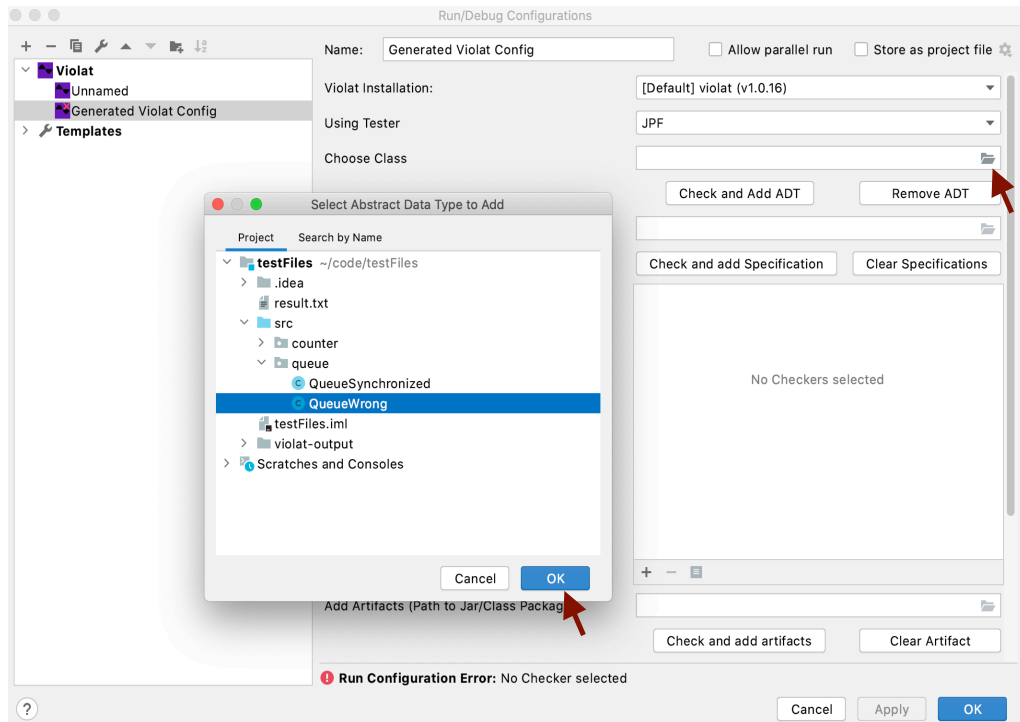 Run/Debug Configurations
Name: Generated Violat Config Allow parallel run Store as project file
Violat
Unnamed
Generated Violat Config
Templates
Violat Installation: [Default] violat (v1.0.16)
Using Tester JPF
Choose Class
Check and Add ADT Remove ADT
Check and add Specification Clear Specifications
No Checkers selected
Select Abstract Data Type to Add
Project Search by Name
testFiles ~/code/testFiles
.idea
result.txt
src
counter
queue
C QueueSynchronized
C QueueWrong
testFiles.iml
violat-output
Scratches and Consoles
Cancel OK
Add Artifacts (Path to Jar/Class Packag
Check and add artifacts Clear Artifact
Run Configuration Error: No Checker selected
? Cancel Apply OK